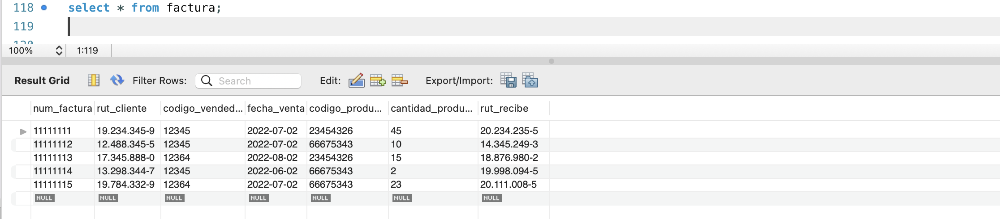 118 select * from factura;
119
120
100% 1:119
Result Grid Filter Rows: Search Edit: Export/Import:
num_factura rut_cliente codigo_vended... fecha_venta codigo_produ... cantidad_produ... rut_recibe
11111111 19.234.345-9 12345 2022-07-02 23454326 45 20.234.235-5
11111112 12.488.345-5 12345 2022-07-02 66675343 10 14.345.249-3
11111113 17.345.888-0 12364 2022-08-02 23454326 15 18.876.980-2
11111114 13.298.344-7 12345 2022-06-02 66675343 2 19.998.094-5
11111115 19.784.332-9 12364 2022-07-02 66675343 23 20.111.008-5
NULL NULL NULL NULL NULL NULL NULL